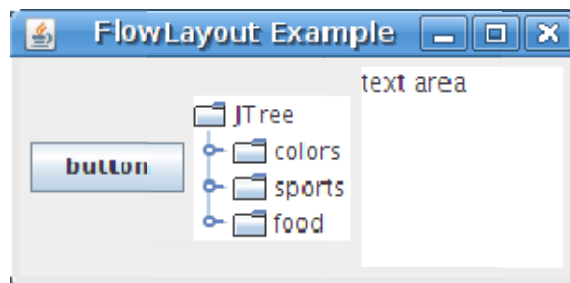 FlowLayout Example
button
JTree
colors
sports
food
text area